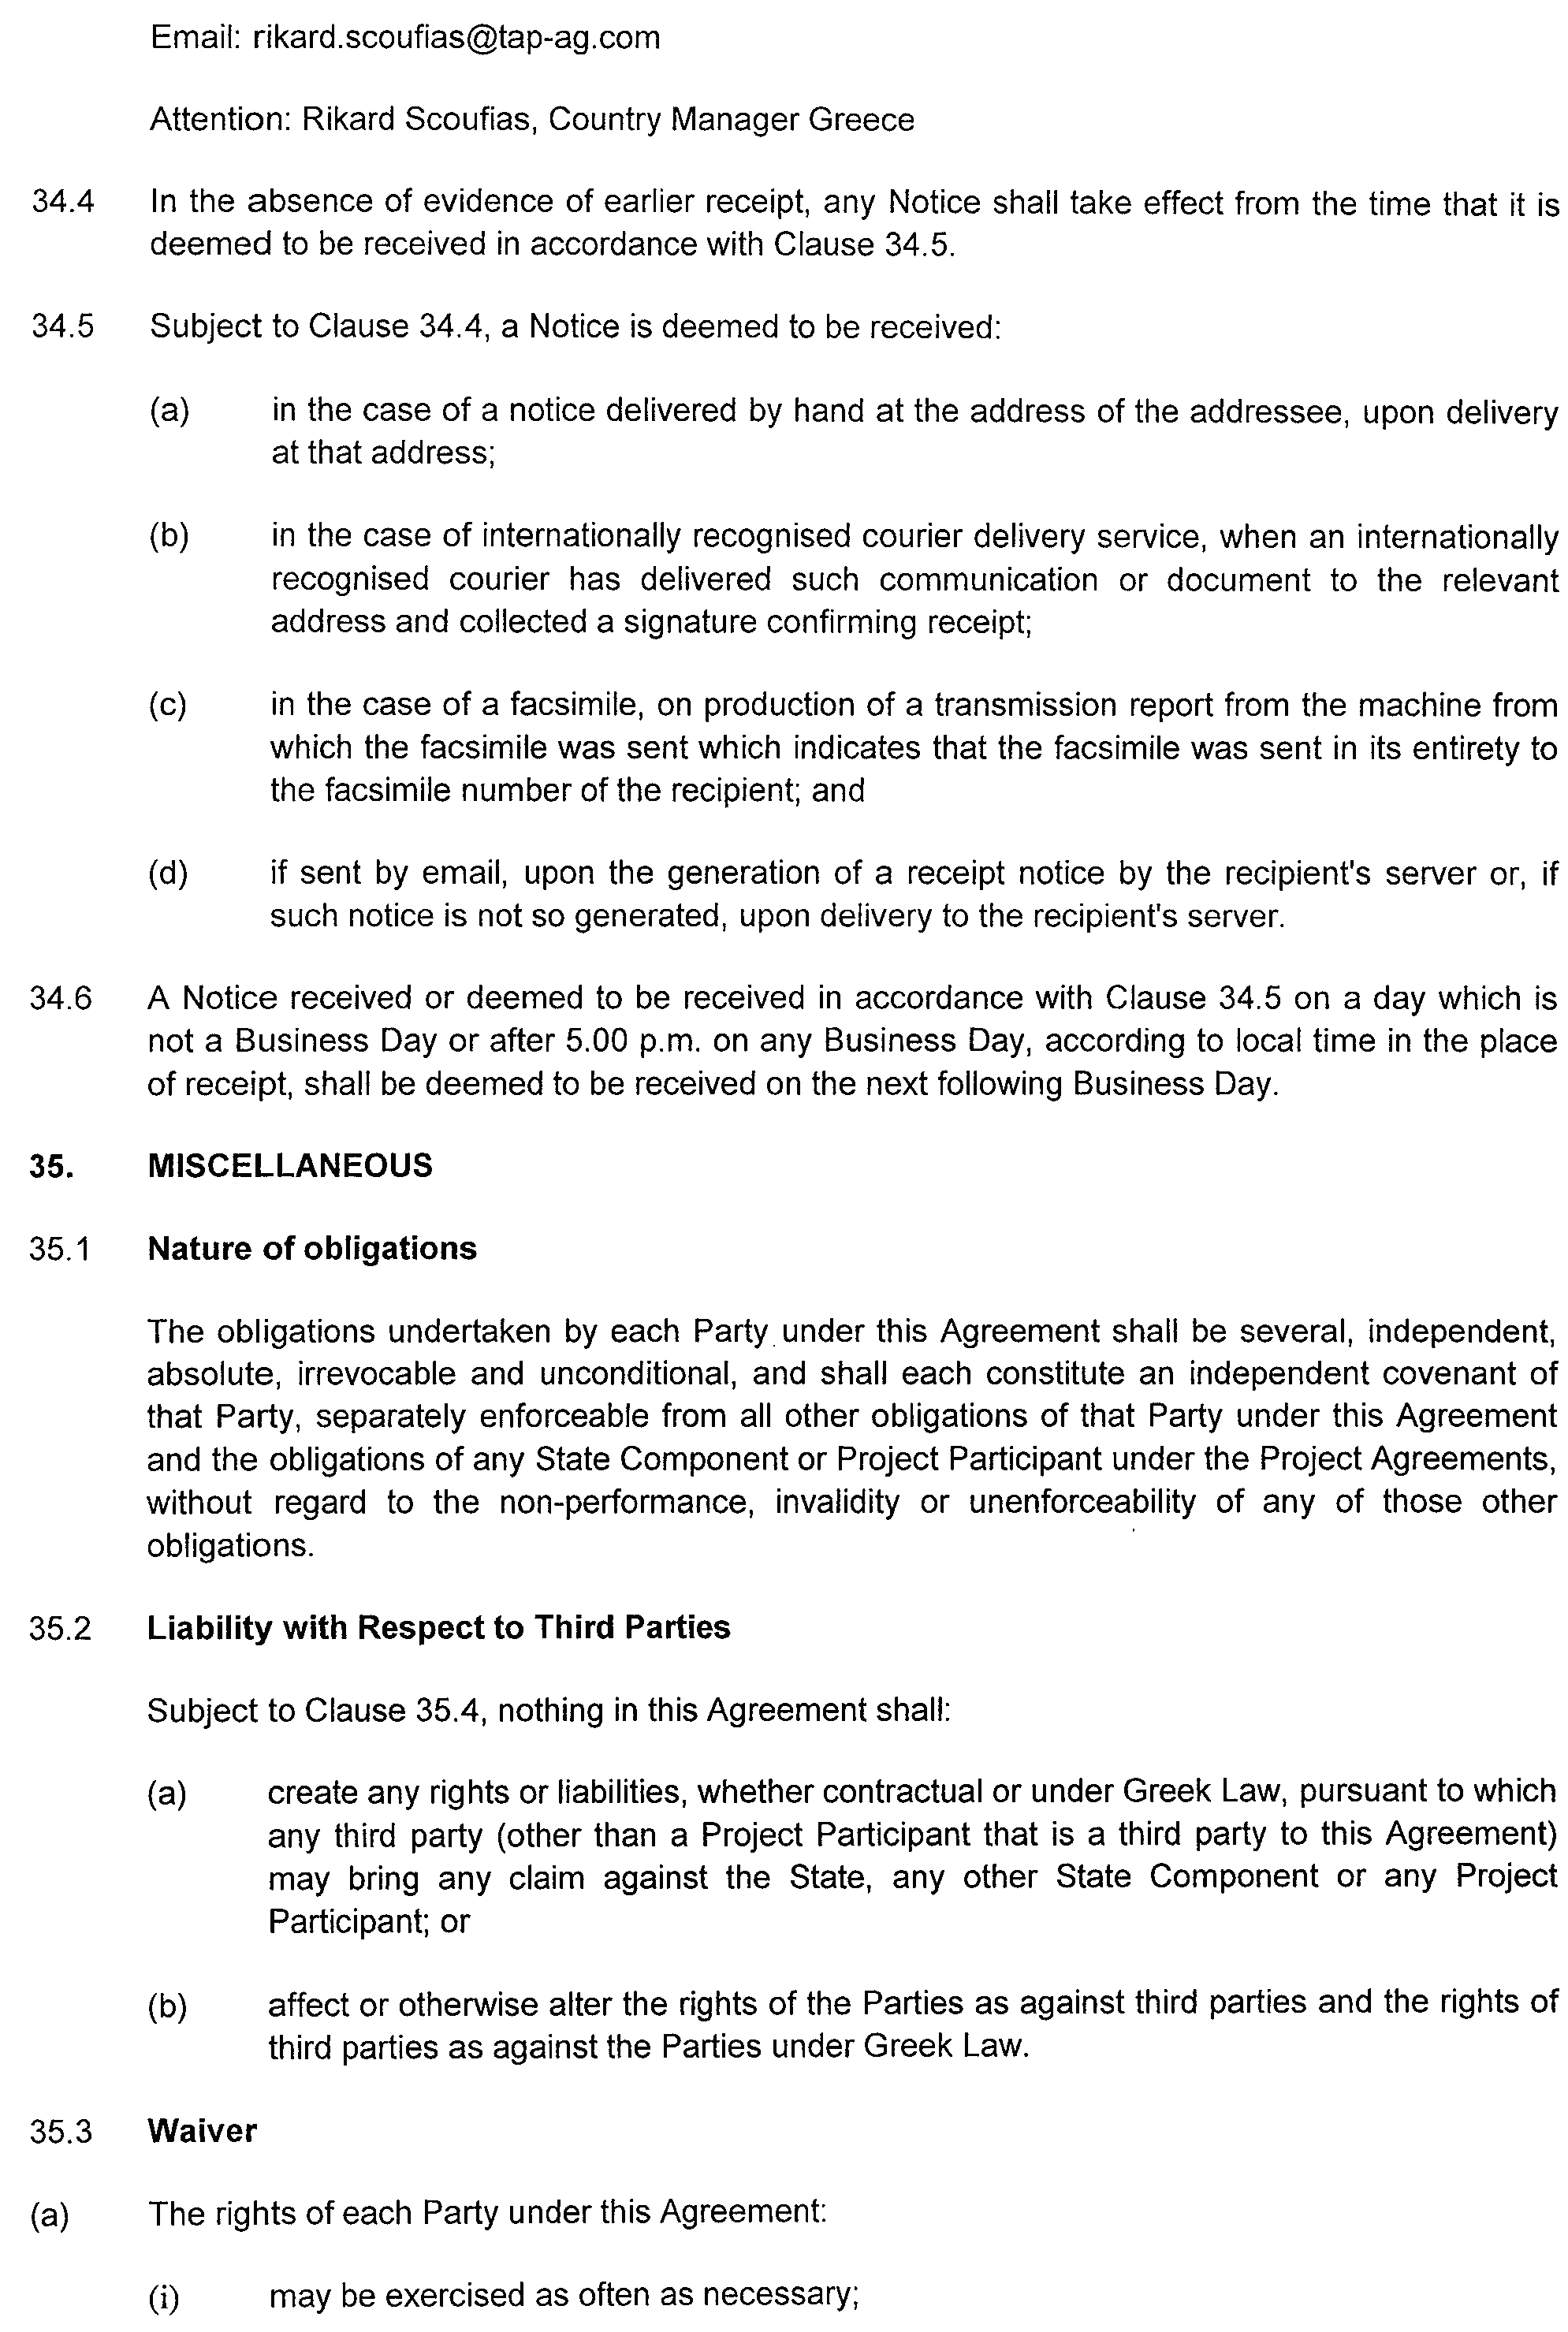 Email: rikard.scoufias@tap-ag.com
Attention: Rikard Scoufias, Country Manager Greece
34.4 In the absence of evidence of earlier receipt, any Notice shall take effect from the time that it is
deemed to be received in accordance with Clause 34.5.
34.5 Subject to Clause 34.4, a Notice is deemed to be received:
(a) in the case of a notice delivered by hand at the address of the addressee, upon delivery
at that address;
(b) in the case of internationally recognised courier delivery service, when an internationally
recognised courier has delivered such communication or document to the relevant
address and collected a signature confirming receipt;
(c) in the case of a facsimile, on production of a transmission report from the machine from
which the facsimile was sent which indicates that the facsimile was sent in its entirety to
the facsimile number of the recipient; and
(d) if sent by email, upon the generation of a receipt notice by the recipient's server or, if
such notice is not so generated, upon delivery to the recipient's server.
34.6 A Notice received or deemed to be received in accordance with Clause 34.5 on a day which is
not a Business Day or after 5.00 p.m. on any Business Day, according to local time in the place
of receipt, shall be deemed to be received on the next following Business Day.
35. MISCELLANEOUS
35.1 Nature of obligations
The obligations undertaken by each Party under this Agreement shall be several, independent,
absolute, irrevocable and unconditional, and shall each constitute an independent covenant of
that Party, separately enforceable from all other obligations of that Party under this Agreement
and the obligations of any State Component or Project Participant under the Project Agreements,
without regard to the non-performance, invalidity or unenforceability of any of those other
obligations.
35.2 Liability with Respect to Third Parties
Subject to Clause 35.4, nothing in this Agreement shall:
(a) create any rights or liabilities, whether contractual or under Greek Law, pursuant to which
any third party (other than a Project Participant that is a third party to this Agreement)
may bring any claim against the State, any other State Component or any Project
Participant; or
(b) affect or otherwise alter the rights of the Parties as against third parties and the rights of
third parties as against the Parties under Greek Law.
35.3 Waiver
(a) The rights of each Party under this Agreement:
(i) may be exercised as often as necessary;